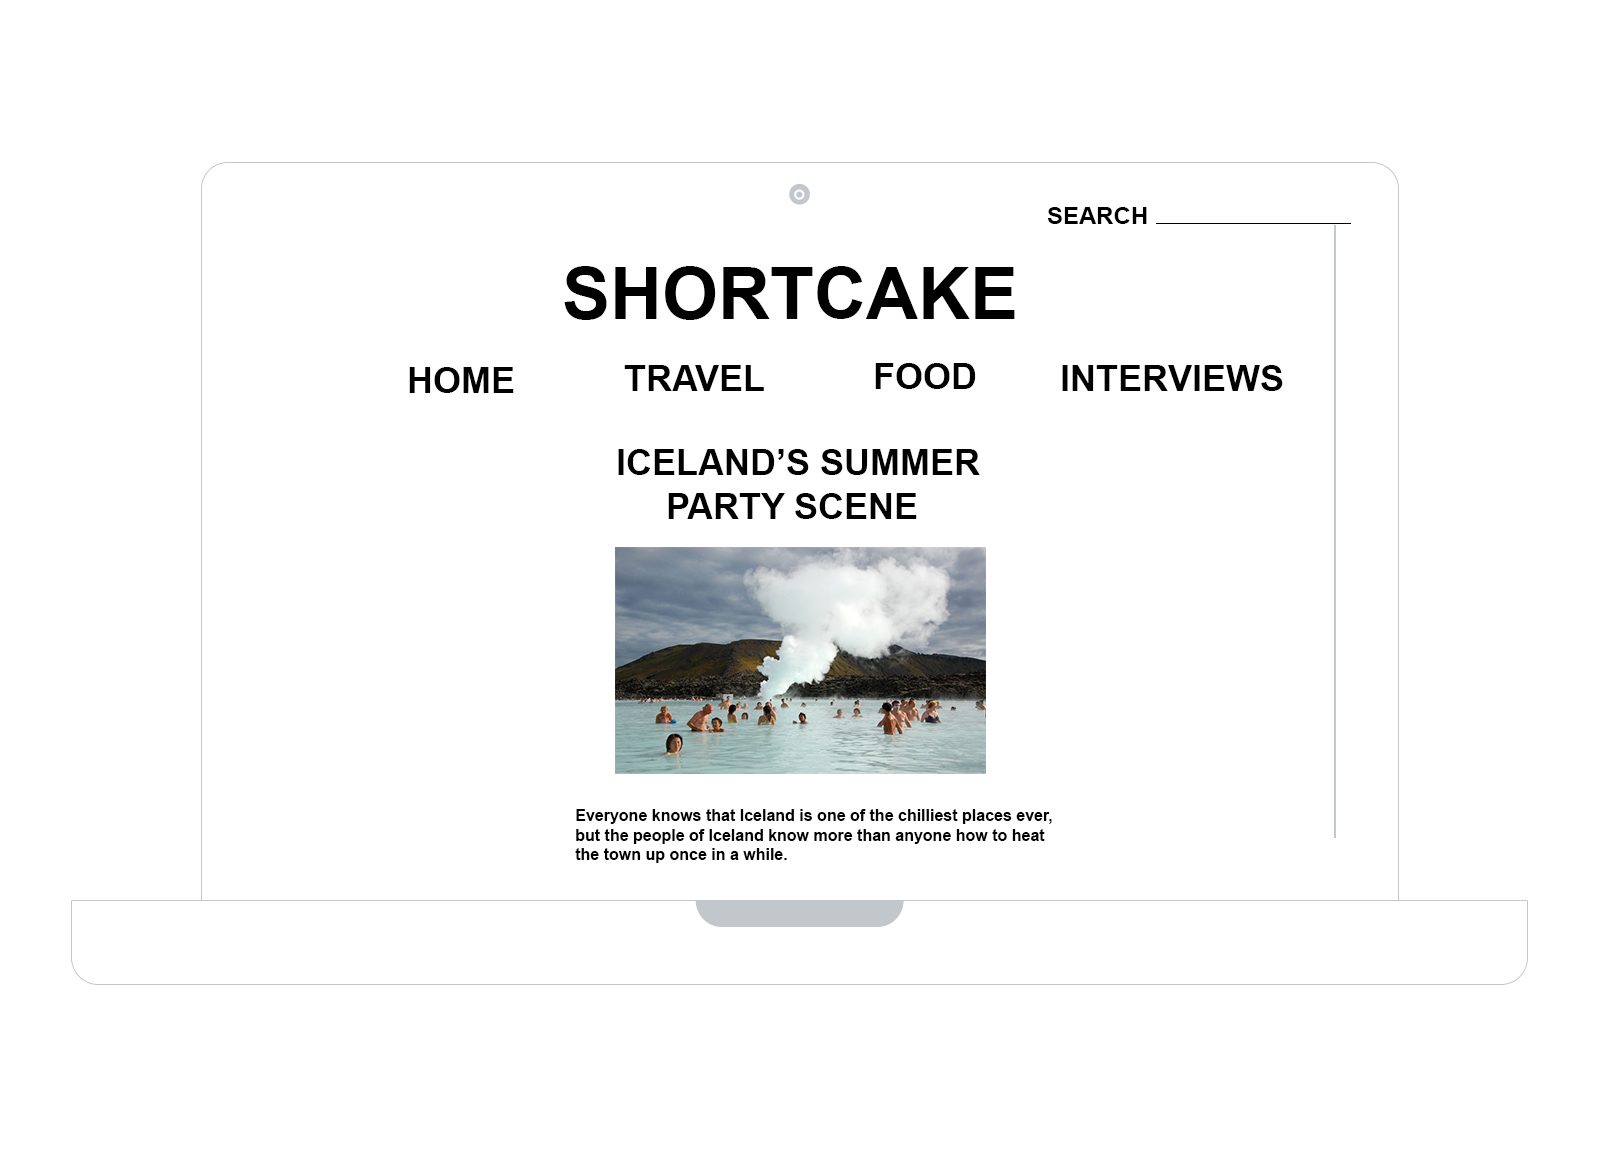 SEARCH
SHORTCAKE
HOME TRAVEL FOOD INTERVIEWS
ICELAND’S SUMMER
PARTY SCENE
Everyone knows that Iceland is one of the chilliest places ever,
but the people of Iceland know more than anyone how to heat
the town up once in a while.